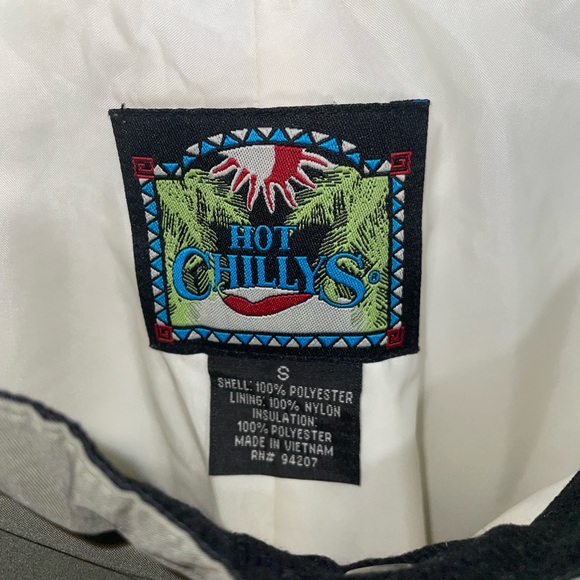 HOT
CHILLYS®
S
SHELL: 100% POLYESTER
LINING: 100% NYLON
INSULATION:
100% POLYESTER
MADE IN VIETNAM
RN# 94207